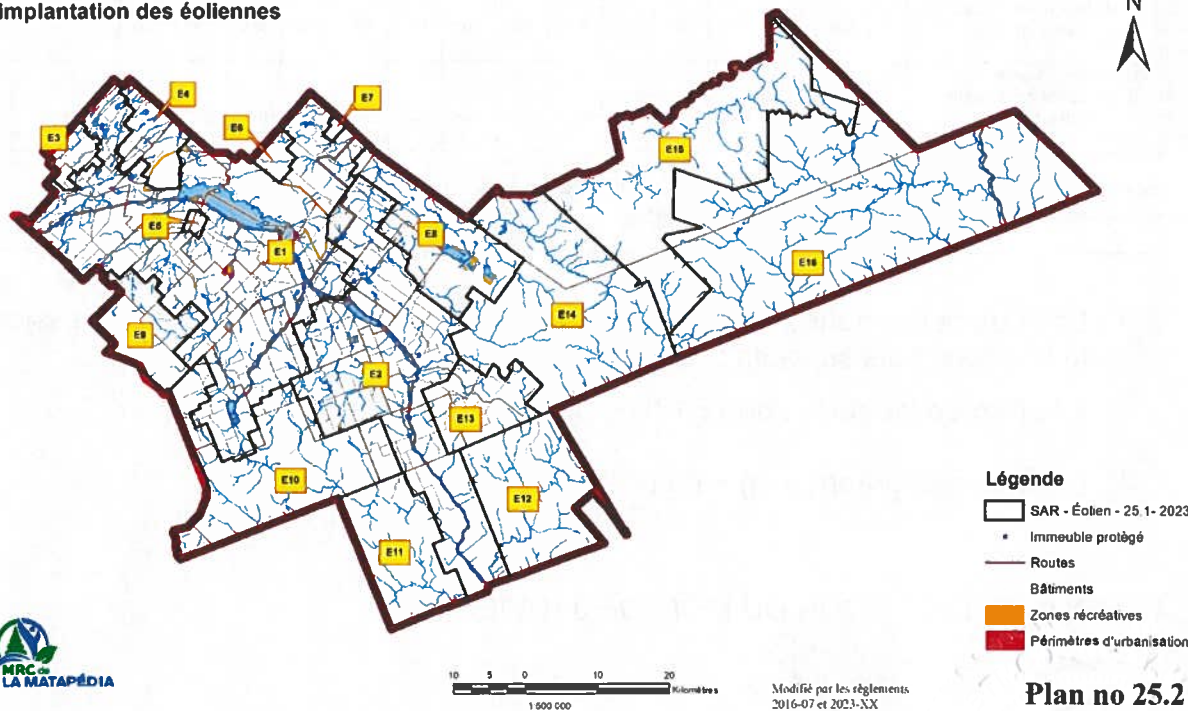 implantation des éoliennes
N
E4
E7
E3
E6
E15
E5
E8
E1
E16
E14
E9
E2
E13
E10
E12
E11
Légende
SAR - Éolien - 25.1- 2023
Immeuble protégé
Routes
Bâtiments
Zones récréatives
Périmètres d'urbanisation
MRC de
LA MATAPÉDIA
10 5 0 10 20
Kilomètres
1:500 000
Modifié par les règlements
2016-07 et 2023-XX
Plan no 25.2